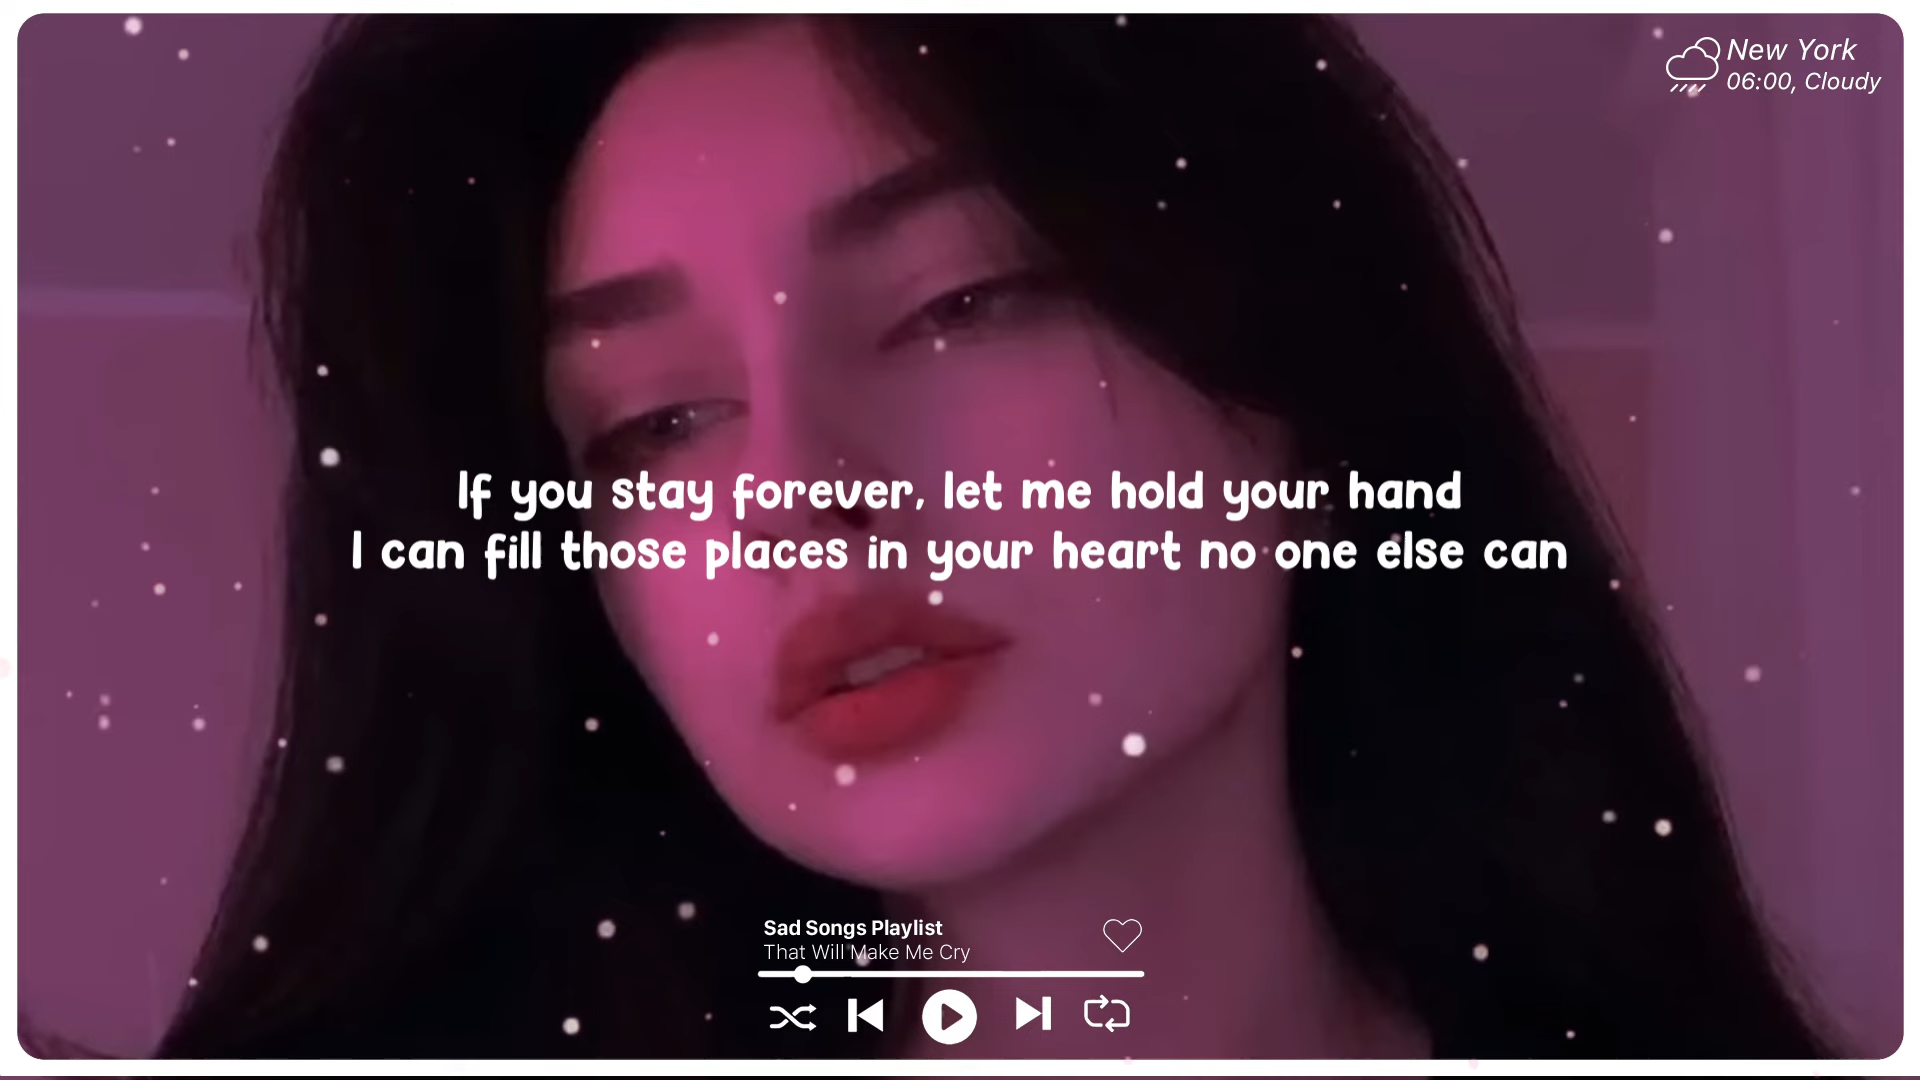 New York
06:00, Cloudy
If you stay forever, let me hold your hand
I can fill those places in your heart no one else can
Sad Songs Playlist
That Will Make Me Cry